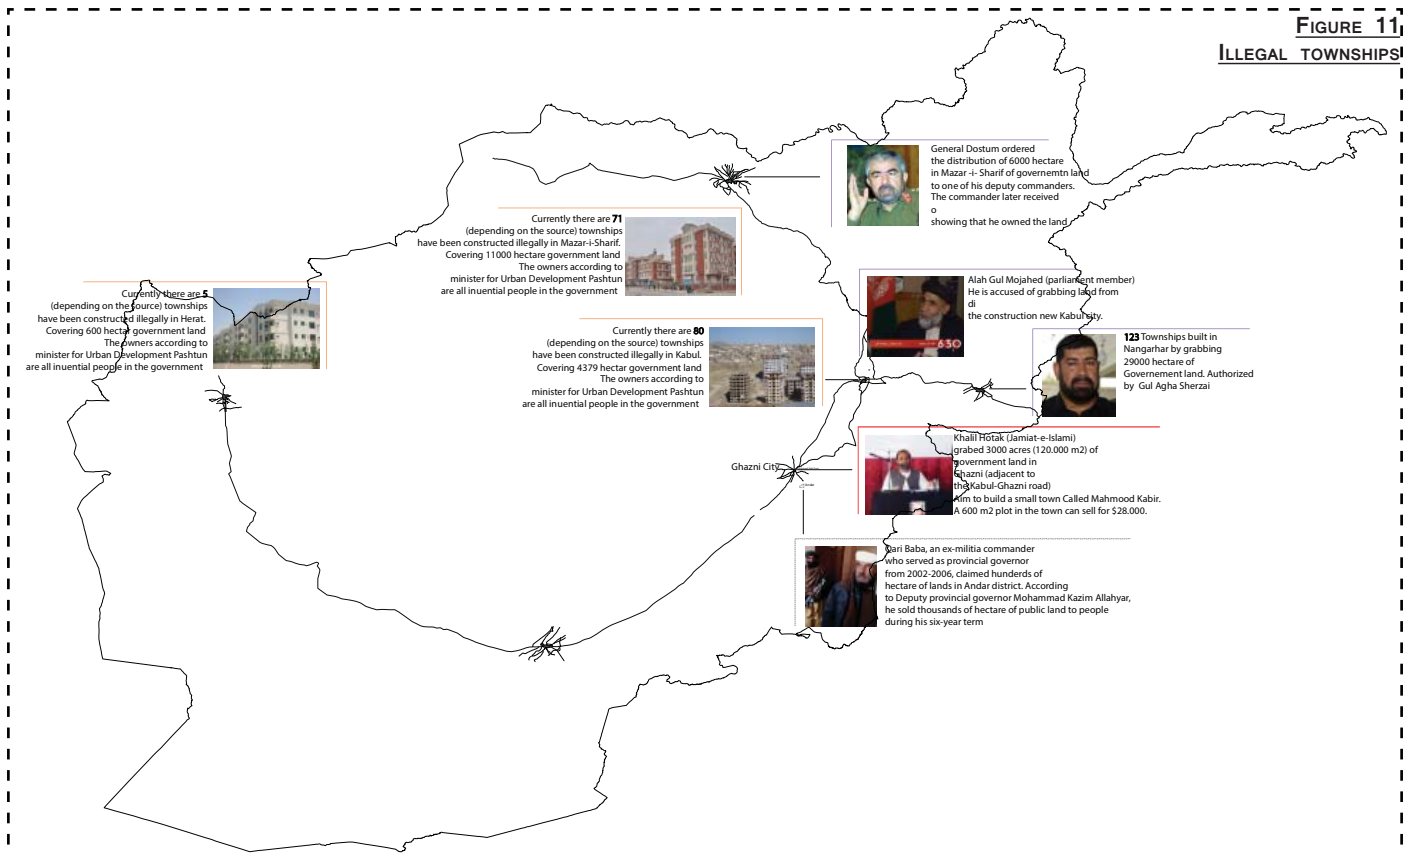 FIGURE 11
ILLEGAL TOWNSHIPS
General Dostum ordered
the distribution of 6000 hectare
in Mazar -i- Sharif of governemtn land
to one of his deputy commanders.
The commander later received
o
showing that he owned the land
Currently there are 71
(depending on the source) townships
have been constructed illegally in Mazar-i-Sharif.
Covering 11000 hectare government land
The owners according to
minister for Urban Development Pashtun
are all inuential people in the government
Alah Gul Mojahed (parliament member)
He is accused of grabbing land from
di
the construction new Kabul city.
630
Currently there are 5
(depending on the source) townships
have been constructed illegally in Herat.
Covering 600 hectar government land
The owners according to
minister for Urban Development Pashtun
are all inuential people in the government
Currently there are 80
(depending on the source) townships
have been constructed illegally in Kabul.
Covering 4379 hectar government land
The owners according to
minister for Urban Development Pashtun
are all inuential people in the government
123 Townships built in
Nangarhar by grabbing
29000 hectare of
Governement land. Authorized
by Gul Agha Sherzai
Khalil Hotak (Jamiat-e-Islami)
grabed 3000 acres (120.000 m2) of
government land in
Ghazni (adjacent to
the Kabul-Ghazni road)
Aim to build a small town Called Mahmood Kabir.
A 600 m2 plot in the town can sell for $28.000.
Ghazni City
Qari Baba, an ex-militia commander
who served as provincial governor
from 2002-2006, claimed hunderds of
hectare of lands in Andar district. According
to Deputy provincial governor Mohammad Kazim Allahyar,
he sold thousands of hectare of public land to people
during his six-year term